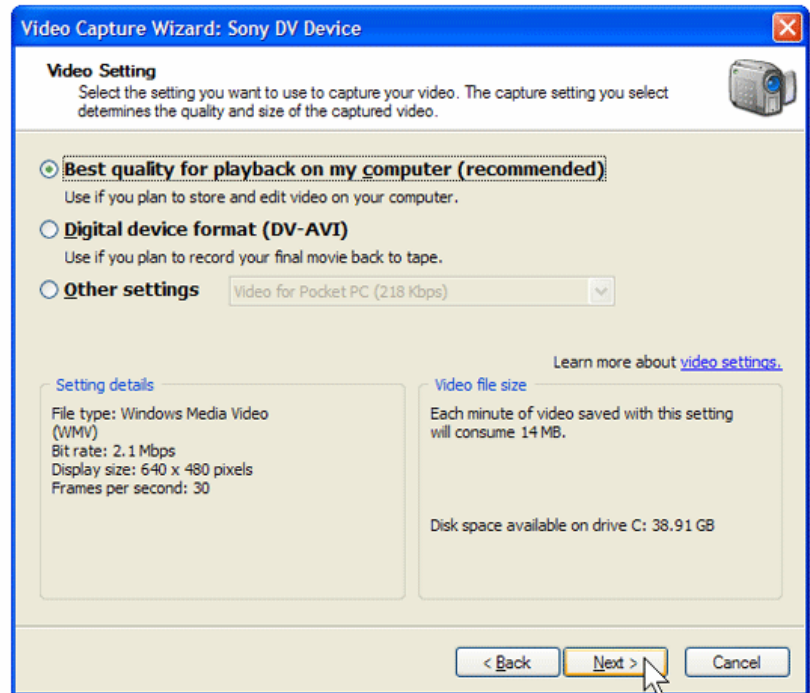 Video Capture Wizard: Sony DV Device
Video Setting
Select the setting you want to use to capture your video. The capture setting you select
determines the quality and size of the captured video.
Best quality for playback on my computer (recommended)
Use if you plan to store and edit video on your computer.
Digital device format (DV-AVI)
Use if you plan to record your final movie back to tape.
Other settings Video for Pocket PC (218 Kbps)
Learn more about video settings.
Setting details
File type: Windows Media Video
(WMV)
Bit rate: 2.1 Mbps
Display size: 640 x 480 pixels
Frames per second: 30
Video file size
Each minute of video saved with this setting
will consume 14 MB.
Disk space available on drive C: 38.91 GB
< Back Next > Cancel